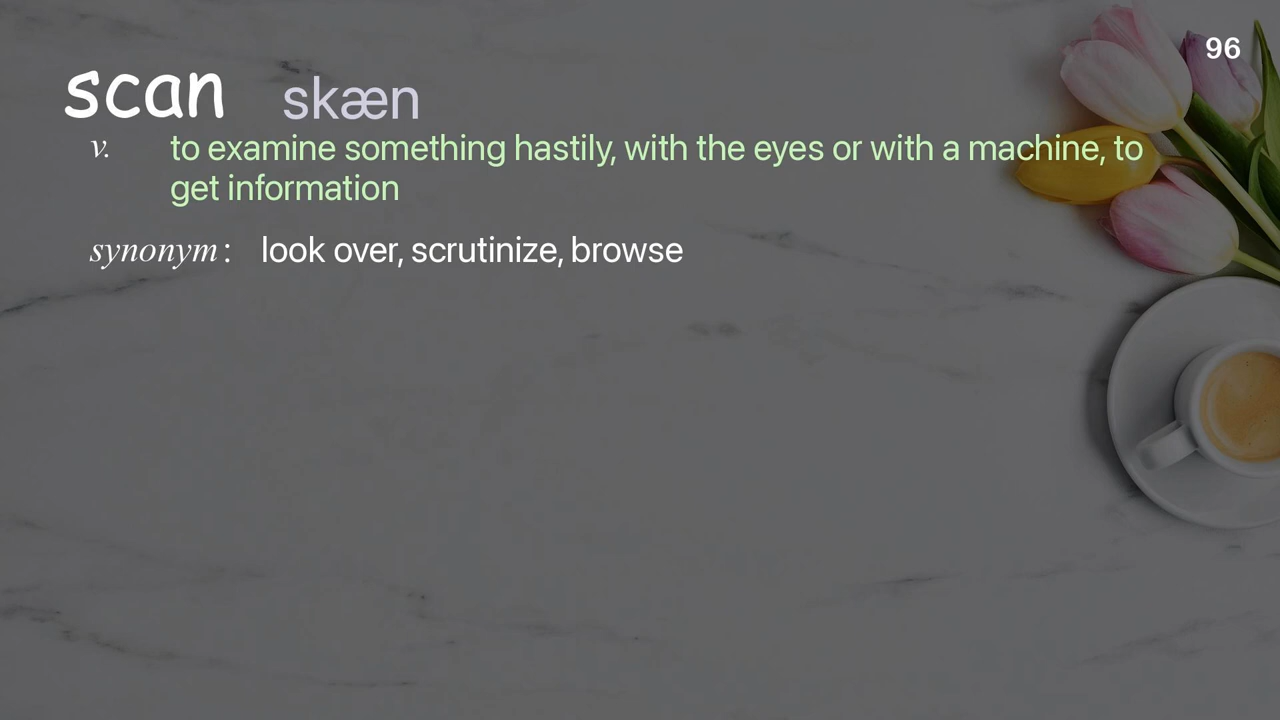 96
scan skæn
v. to examine something hastily, with the eyes or with a machine, to
get information
synonym: look over, scrutinize, browse